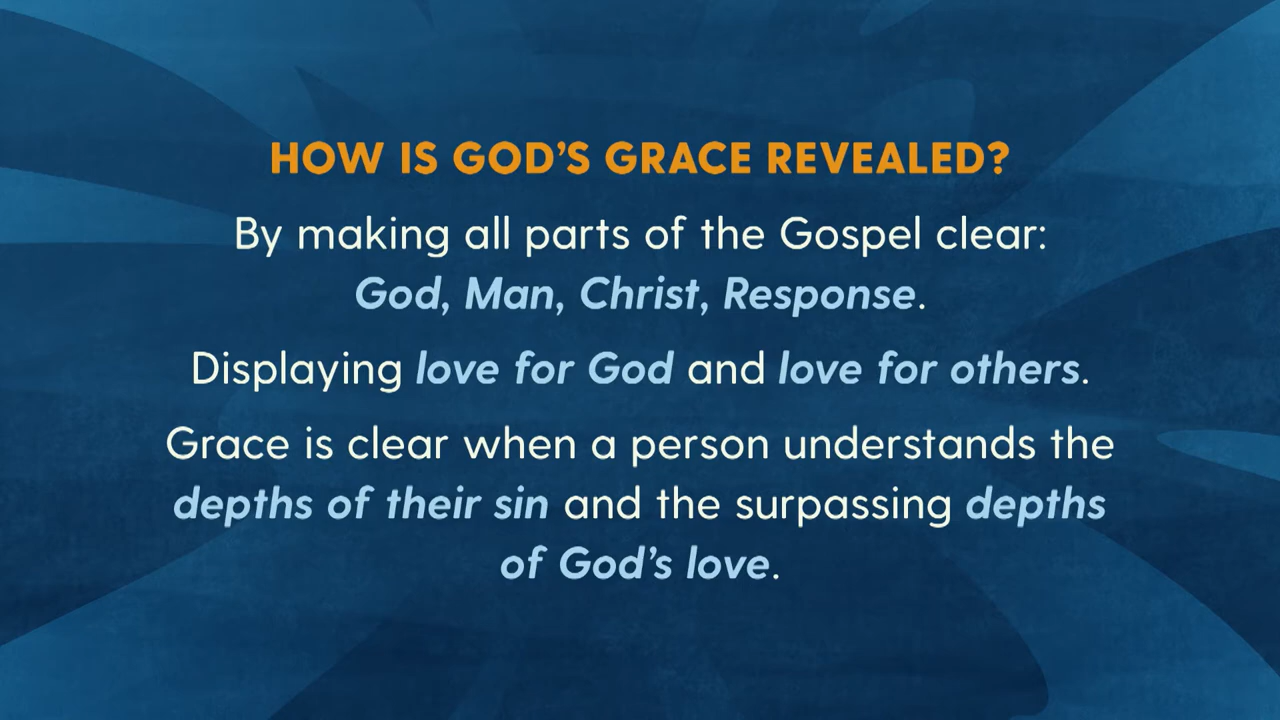 HOW IS GOD'S GRACE REVEALED?
By making all parts of the Gospel clear:
God, Man, Christ, Response.
Displaying love for God and love for others.
Grace is clear when a person understands the
depths of their sin and the surpassing depths
of God's love.